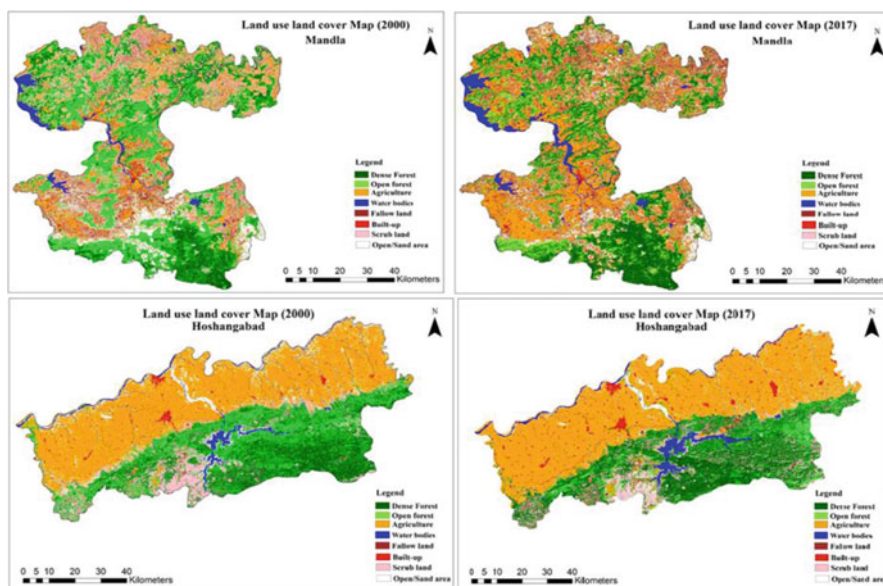 Land use land cover Map (2000)
Mandla
N
Legend
Dense Forest
Open forest
Agriculture
Water bodies
Fallow land
Built-up
Scrub land
Open/Sand area
0 5 10 20 30 40
Kilometers
Land use land cover Map (2017)
Mandla
N
Legend
Dense Forest
Open forest
Agriculture
Water bodies
Fallow land
Built-up
Scrub land
Open/Sand area
0 5 10 20 30 40
Kilometers
Land use land cover Map (2000)
Hoshangabad
N
Legend
Dense Forest
Open forest
Agriculture
Water bodies
Fallow land
Built-up
Scrub land
Open/Sand area
0 5 10 20 30 40
Kilometers
Land use land cover Map (2017)
Hoshangabad
N
Legend
Dense Forest
Open forest
Agriculture
Water bodies
Fallow land
Built-up
Scrub land
Open/Sand area
0 5 10 20 30 40
Kilometers